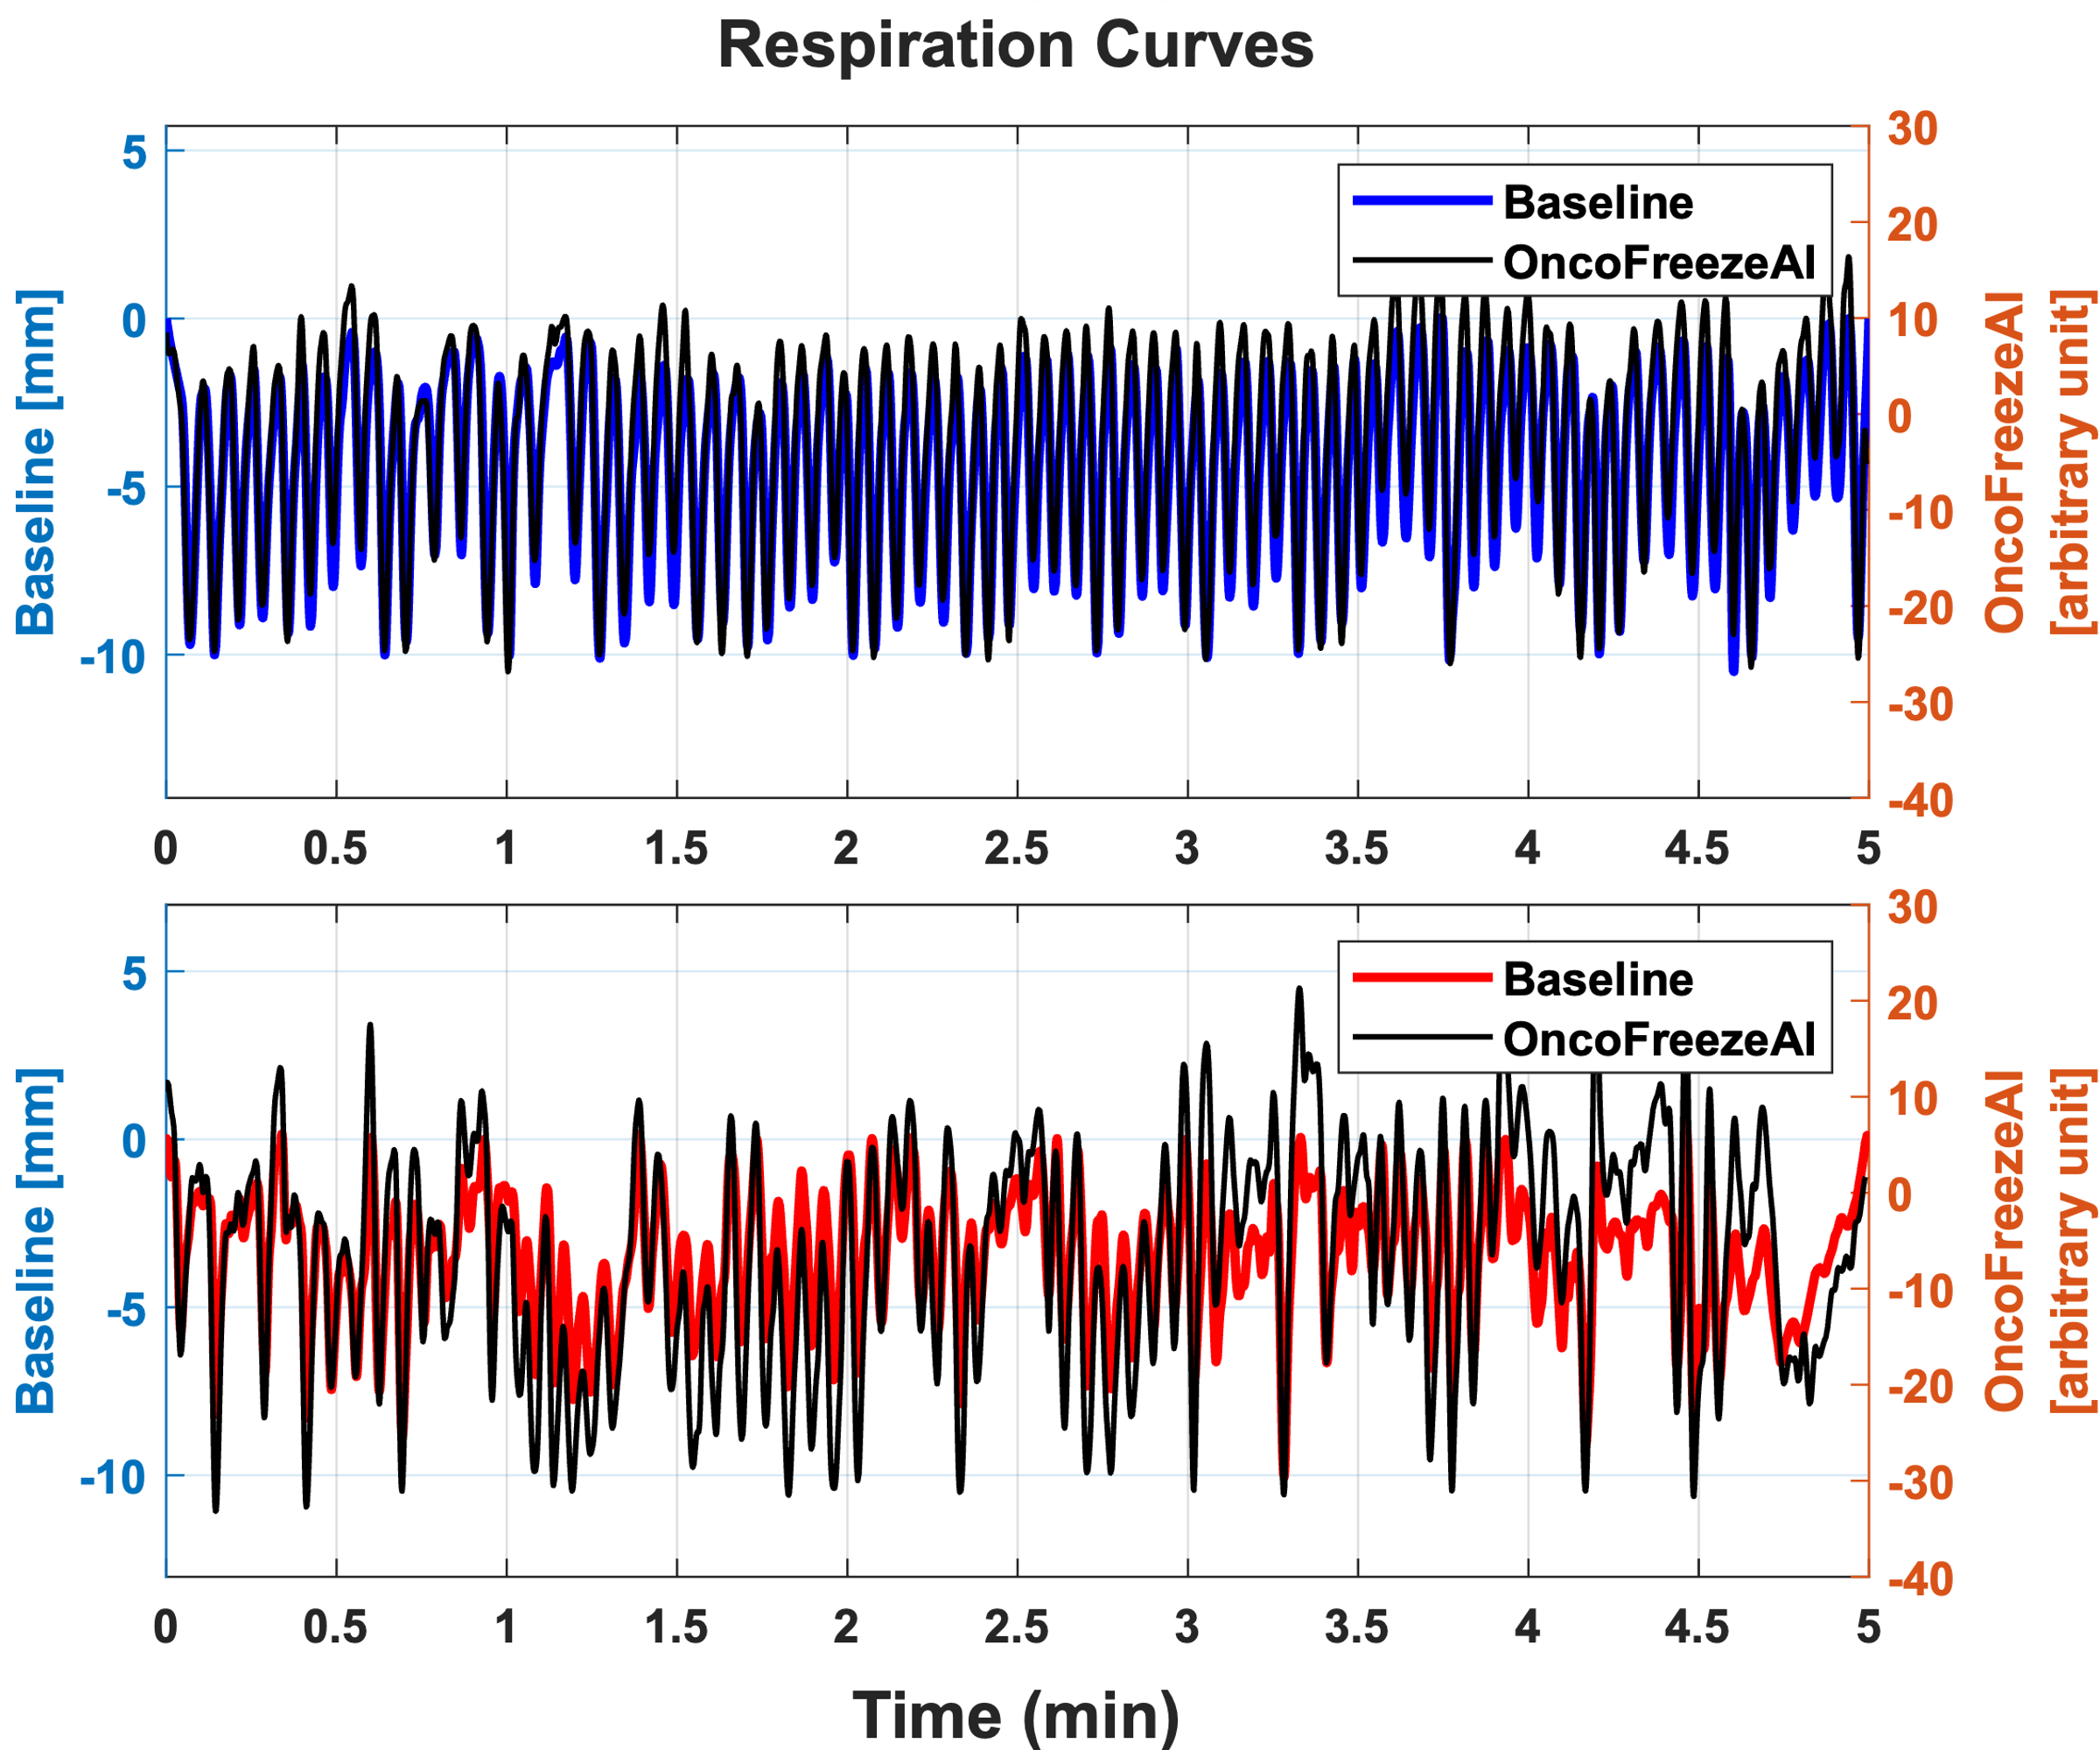 Respiration Curves
Baseline [mm]
5
0
-5
-10
Baseline
OncoFreezeAI
30
20
10
0
-10
-20
-30
-40
OncoFreezeAI
[arbitrary unit]
0 0.5 1 1.5 2 2.5 3 3.5 4 4.5 5
Baseline [mm]
5
0
-5
-10
Baseline
OncoFreezeAI
30
20
10
0
-10
-20
-30
-40
OncoFreezeAI
[arbitrary unit]
0 0.5 1 1.5 2 2.5 3 3.5 4 4.5 5
Time (min)